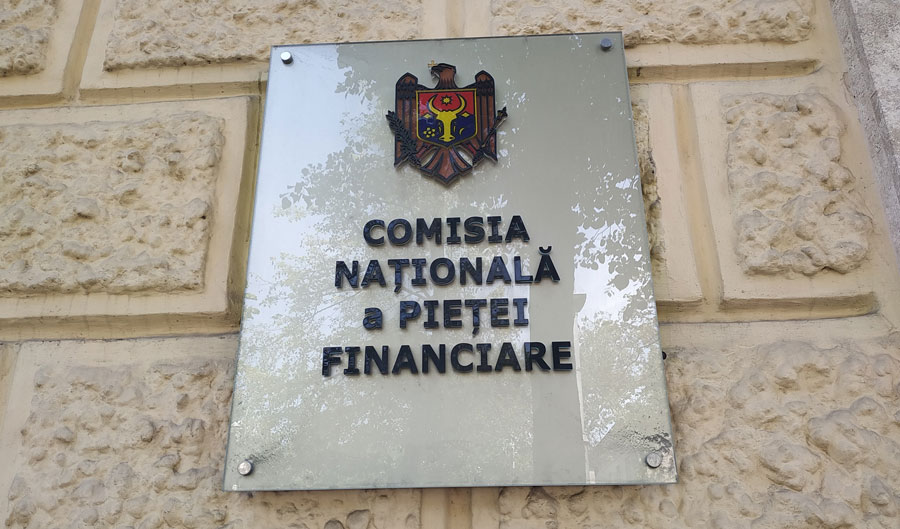 COMISIA
NAȚIONALĂ
a PIEȚEI
FINANCIARE